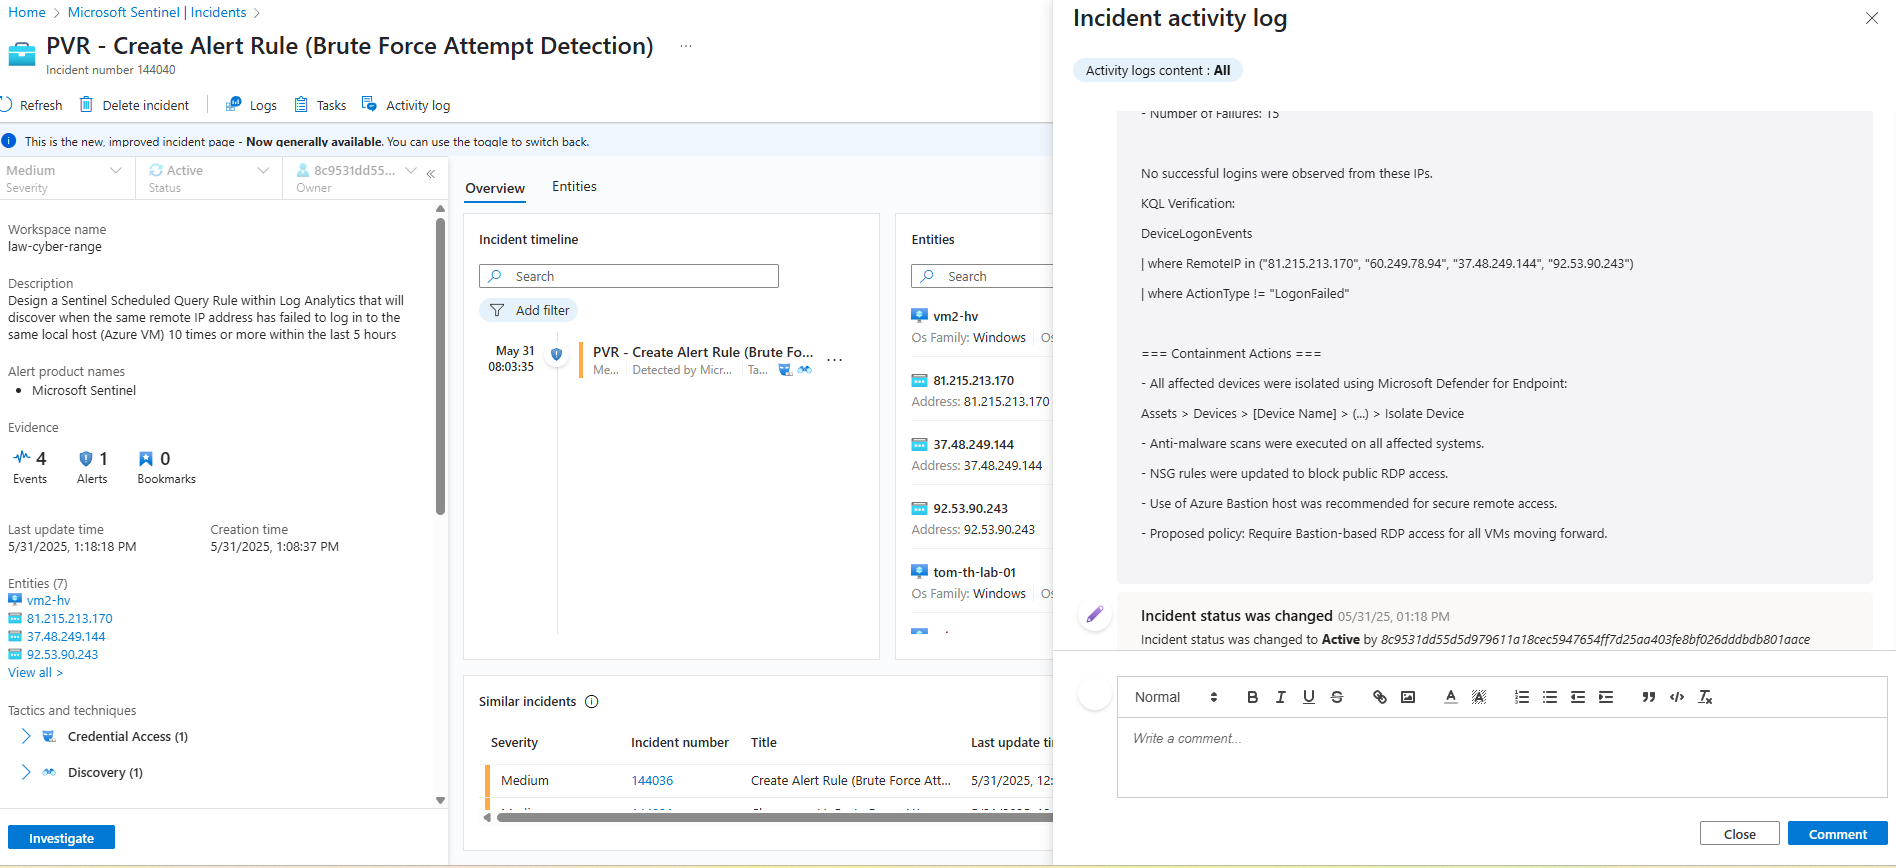 Home > Microsoft Sentinel | Incidents >
PVR - Create Alert Rule (Brute Force Attempt Detection) ...
Incident number 144040
Refresh Delete incident Logs Tasks Activity log
This is the new, improved incident page - Now generally available. You can use the toggle to switch back.
Medium
Severity
Active
Status
8c9531dd55...
Owner
Workspace name
law-cyber-range
Description
Design a Sentinel Scheduled Query Rule within Log Analytics that will
discover when the same remote IP address has failed to log in to the
same local host (Azure VM) 10 times or more within the last 5 hours
Alert product names
• Microsoft Sentinel
Evidence
4
Events
1
Alerts
0
Bookmarks
Last update time
5/31/2025, 1:18:18 PM
Creation time
5/31/2025, 1:08:37 PM
Entities (7)
vm2-hv
81.215.213.170
37.48.249.144
92.53.90.243
View all >
Tactics and techniques
Credential Access (1)
Discovery (1)
Investigate
Overview Entities
Incident timeline
Search
Add filter
May 31
08:03:35
PVR - Create Alert Rule (Brute Fo...
Me... Detected by Micr... Ta...
...
Entities
Search
vm2-hv
Os Family: Windows
81.215.213.170
Address: 81.215.213.170
37.48.249.144
Address: 37.48.249.144
92.53.90.243
Address: 92.53.90.243
tom-th-lab-01
Os Family: Windows
Similar incidents
Severity Incident number Title Last update
Medium 144036 Create Alert Rule (Brute Force Att... 5/31/2025, 12:
Incident activity log
Activity logs content : All
- Number of Failures: 15
No successful logins were observed from these IPs.
KQL Verification:
DeviceLogonEvents
| where RemoteIP in ("81.215.213.170", "60.249.78.94", "37.48.249.144", "92.53.90.243")
| where ActionType != "LogonFailed"
=== Containment Actions ===
- All affected devices were isolated using Microsoft Defender for Endpoint:
Assets > Devices > [Device Name] > (...) > Isolate Device
- Anti-malware scans were executed on all affected systems.
- NSG rules were updated to block public RDP access.
- Use of Azure Bastion host was recommended for secure remote access.
- Proposed policy: Require Bastion-based RDP access for all VMs moving forward.
Incident status was changed 05/31/25, 01:18 PM
Incident status was changed to Active by 8c9531dd55d5d979611a18cec5947654ff7d25aa403fe8bf026dddbdb801aace
Normal
Write a comment...
Close Comment